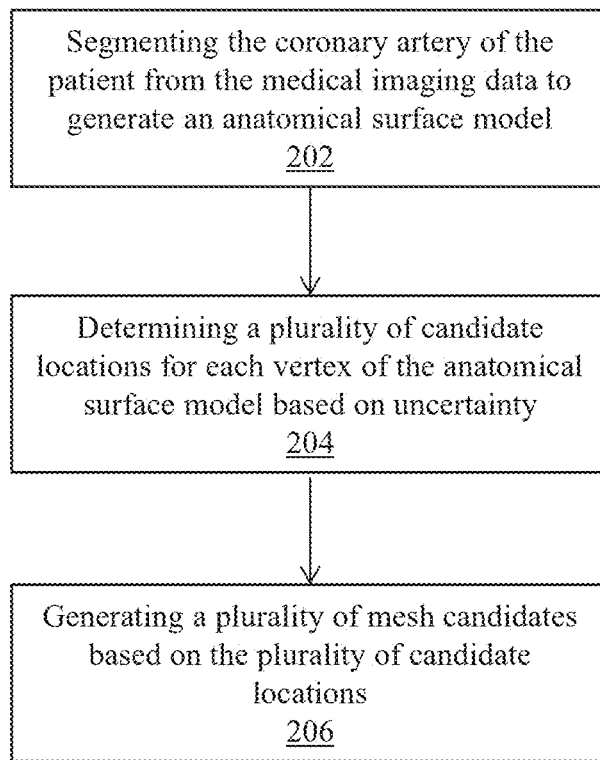 Segmenting the coronary artery of the
patient from the medical imaging data to
generate an anatomical surface model
202
Determining a plurality of candidate
locations for each vertex of the anatomical
surface model based on uncertainty
204
Generating a plurality of mesh candidates
based on the plurality of candidate
locations
206